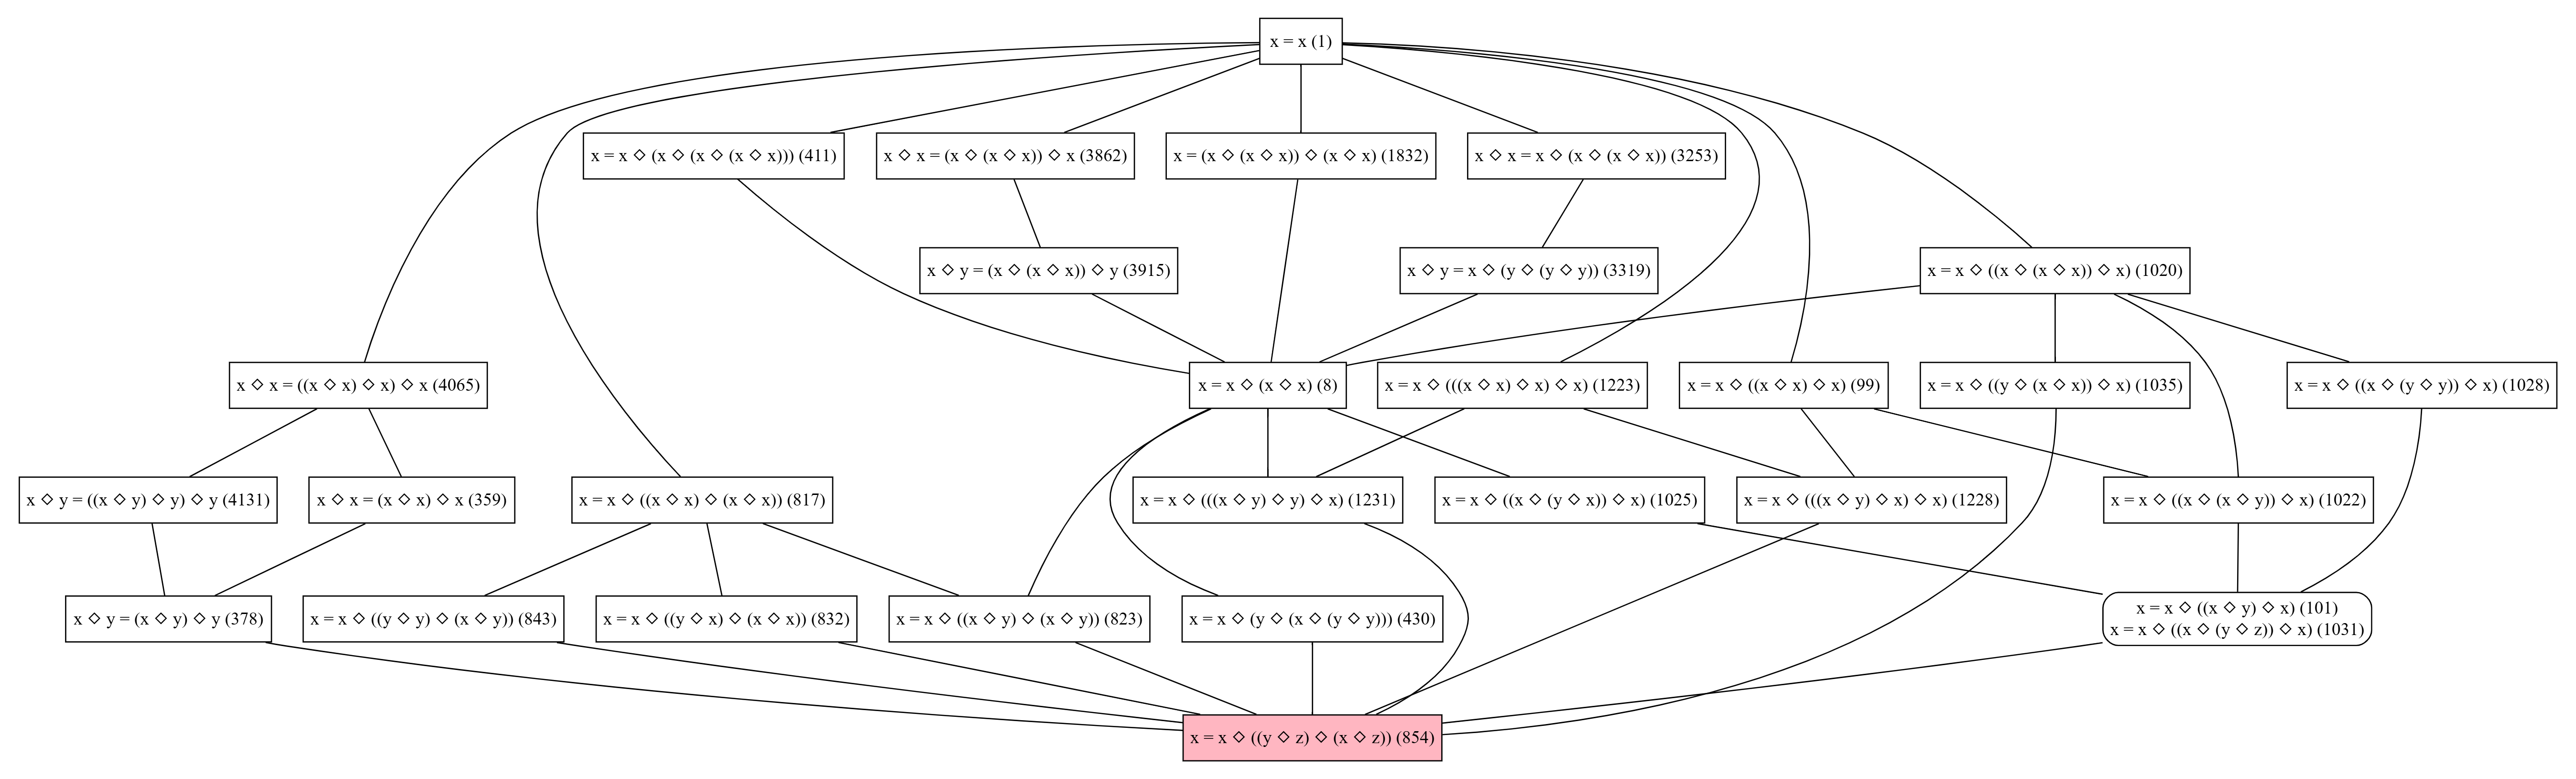 x = x (1)
x = x ◇ (x ◇ (x ◇ (x ◇ x))) (411)
x ◇ x = (x ◇ (x ◇ x)) ◇ x (3862)
x = (x ◇ (x ◇ x)) ◇ (x ◇ x) (1832)
x ◇ x = x ◇ (x ◇ (x ◇ x)) (3253)
x ◇ y = (x ◇ (x ◇ x)) ◇ y (3915)
x ◇ y = x ◇ (y ◇ (y ◇ y)) (3319)
x = x ◇ ((x ◇ (x ◇ x)) ◇ x) (1020)
x ◇ x = ((x ◇ x) ◇ x) ◇ x (4065)
x = x ◇ (x ◇ x) (8)
x = x ◇ (((x ◇ x) ◇ x) ◇ x) (1223)
x = x ◇ ((x ◇ x) ◇ x) (99)
x = x ◇ ((y ◇ (x ◇ x)) ◇ x) (1035)
x = x ◇ ((x ◇ (y ◇ y)) ◇ x) (1028)
x ◇ y = ((x ◇ y) ◇ y) ◇ y (4131)
x ◇ x = (x ◇ x) ◇ x (359)
x = x ◇ ((x ◇ x) ◇ (x ◇ x)) (817)
x = x ◇ (((x ◇ y) ◇ y) ◇ x) (1231)
x = x ◇ ((x ◇ (y ◇ x)) ◇ x) (1025)
x = x ◇ (((x ◇ y) ◇ x) ◇ x) (1228)
x = x ◇ ((x ◇ (x ◇ y)) ◇ x) (1022)
x ◇ y = (x ◇ y) ◇ y (378)
x = x ◇ ((y ◇ y) ◇ (x ◇ y)) (843)
x = x ◇ ((y ◇ x) ◇ (x ◇ x)) (832)
x = x ◇ ((x ◇ y) ◇ (x ◇ y)) (823)
x = x ◇ (y ◇ (x ◇ (y ◇ y))) (430)
x = x ◇ ((x ◇ y) ◇ x) (101)
x = x ◇ ((x ◇ (y ◇ z)) ◇ x) (1031)
x = x ◇ ((y ◇ z) ◇ (x ◇ z)) (854)